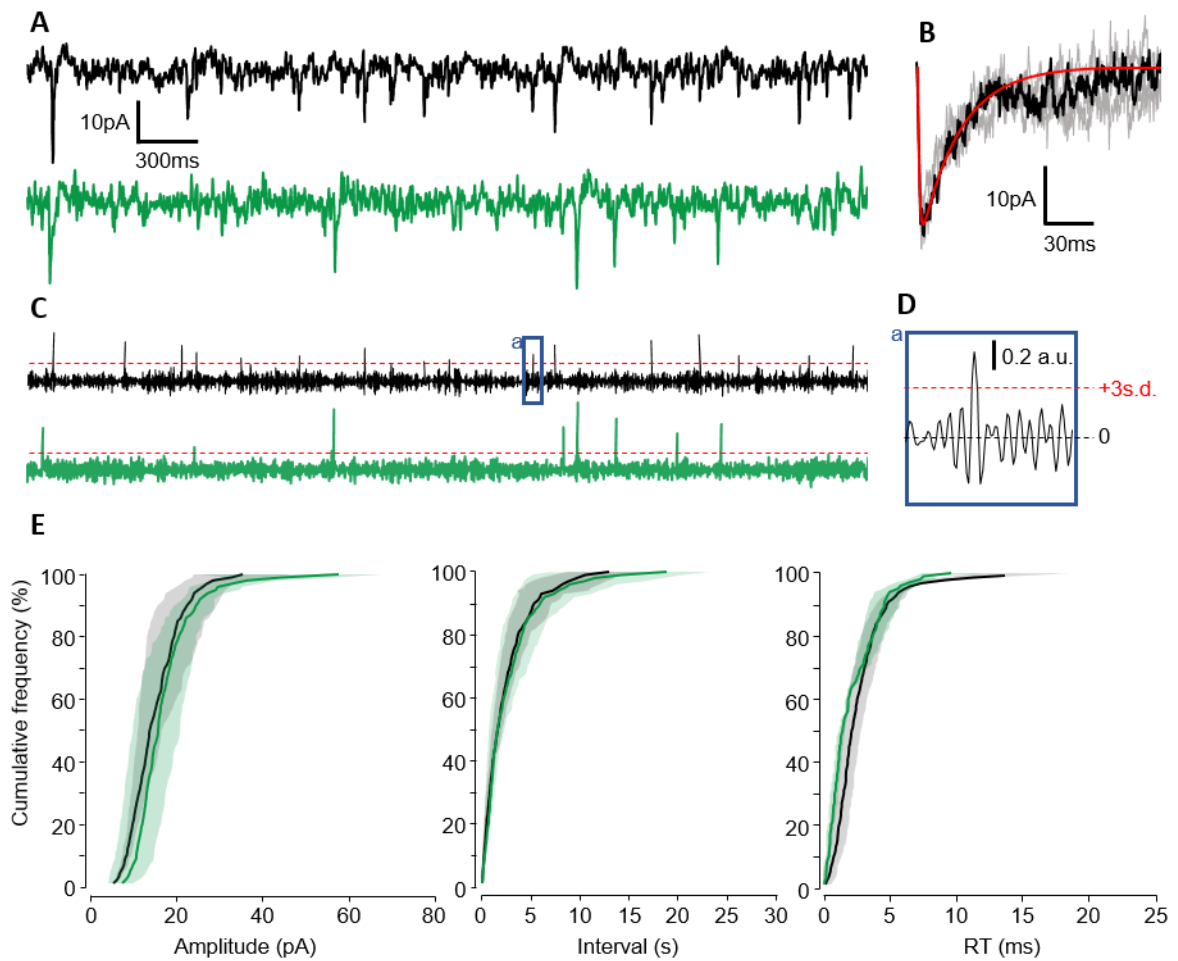 A
10pA
300ms
B
10pA
30ms
C
a
D
a
0.2 a.u.
+3s.d.
0
E
Cumulative frequency (%)
100
80
60
40
20
0
0 20 40 60 80
Amplitude (pA)
100
80
60
40
20
0
0 5 10 15 20 25 30
Interval (s)
100
80
60
40
20
0
0 5 10 15 20 25
RT (ms)